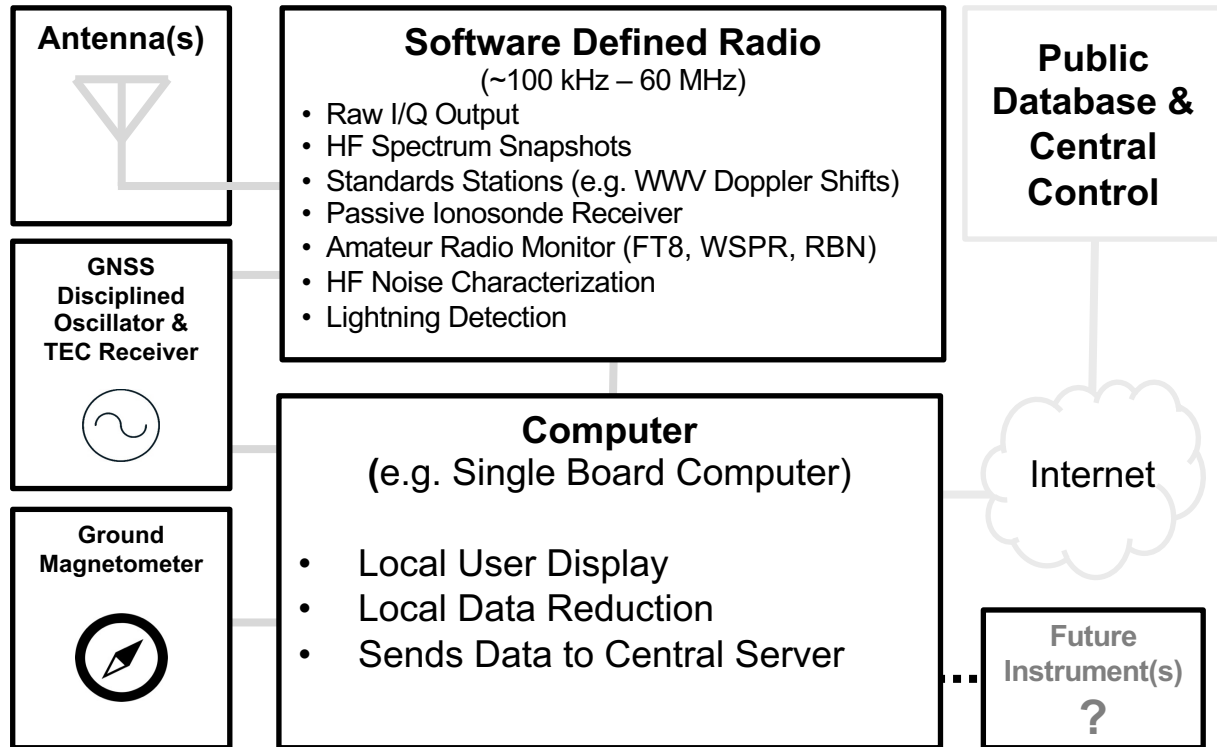 Antenna(s)
Software Defined Radio
(~100 kHz – 60 MHz)
• Raw I/Q Output
• HF Spectrum Snapshots
• Standards Stations (e.g. WWV Doppler Shifts)
• Passive Ionosonde Receiver
• Amateur Radio Monitor (FT8, WSPR, RBN)
• HF Noise Characterization
• Lightning Detection
Public
Database &
Central
Control
GNSS
Disciplined
Oscillator &
TEC Receiver
Computer
(e.g. Single Board Computer)
• Local User Display
• Local Data Reduction
• Sends Data to Central Server
Internet
Ground
Magnetometer
Future
Instrument(s)
?